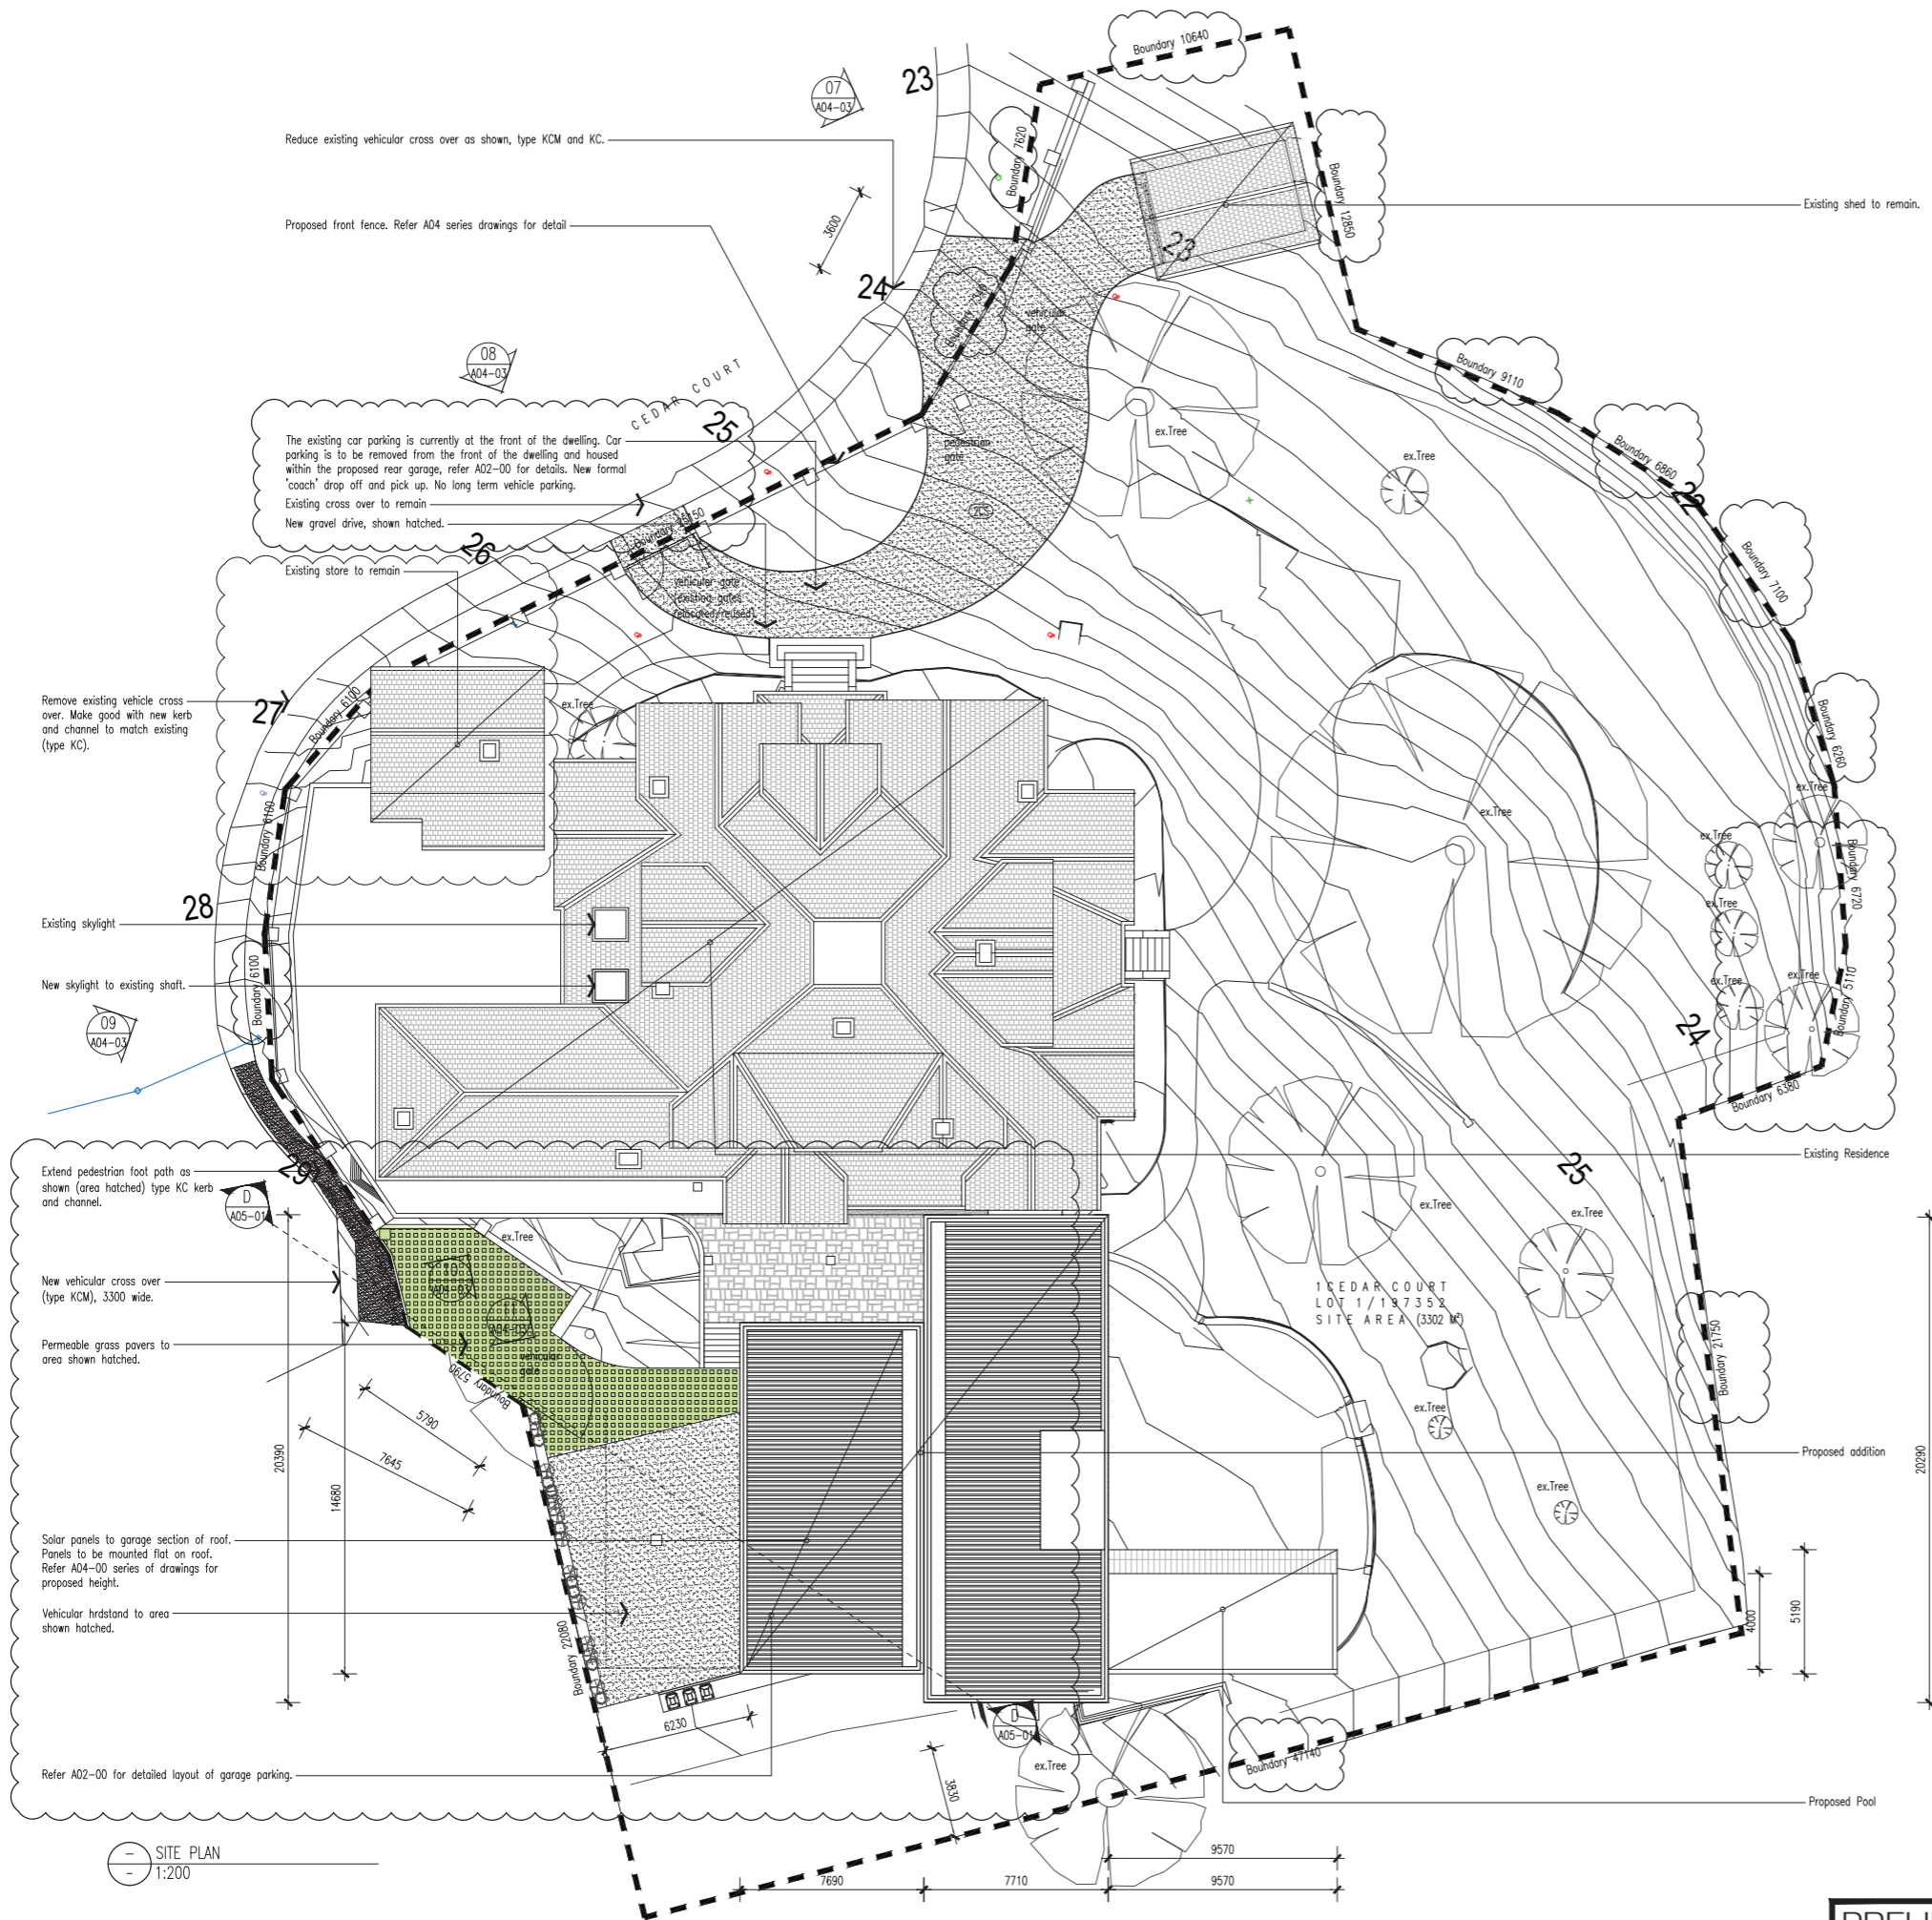 Boundary 10640
23
07
A04-03
Reduce existing vehicular cross over as shown, type KCM and KC.
Boundary 7620
Boundary 12850
Existing shed to remain.
Proposed front fence. Refer A04 series drawings for detail
3600
23
24
vehicular
gate
08
A04-03
Boundary 9110
CEDAR COURT
25
The existing car parking is currently at the front of the dwelling. Car
parking is to be removed from the front of the dwelling and housed
within the proposed rear garage, refer A02-00 for details. New formal
'coach' drop off and pick up. No long term vehicle parking.
Existing cross over to remain
New gravel drive, shown hatched.
pedestrian
gate
ex.Tree
ex.Tree
Boundary 6860
22
Boundary 7100
26
Existing store to remain
vehicular gate
(existing gates
relocated/reused)
Remove existing vehicle cross
over. Make good with new kerb
and channel to match existing
(type KC).
27
Boundary 6100
ex.Tree
Boundary 6260
ex.Tree
ex.Tree
ex.Tree
Boundary 6100
Boundary 6720
28
Existing skylight
ex.Tree
New skylight to existing shaft.
Boundary 6100
ex.Tree
ex.Tree
Boundary 5110
09
A04-03
24
Boundary 6380
Existing Residence
Extend pedestrian foot path as
shown (area hatched) type KC kerb
and channel.
29
D
A05-01
25
ex.Tree
ex.Tree
ex.Tree
New vehicular cross over
(type KCM), 3300 wide.
1 CEDAR COURT
LOT 1/197352
SITE AREA (3302 M²)
Permeable grass pavers to
area shown hatched.
vehicular
gate
Boundary 5790
Boundary 21750
5790
7645
20390
14680
ex.Tree
Proposed addition
20290
ex.Tree
Solar panels to garage section of roof.
Panels to be mounted flat on roof.
Refer A04-00 series of drawings for
proposed height.
Vehicular hrdstand to area
shown hatched.
Boundary 22080
4000
5190
6230
D
A05-01
ex.Tree
Boundary 47140
Refer A02-00 for detailed layout of garage parking.
3830
Proposed Pool
SITE PLAN
1:200
9570
7690
7710
9570